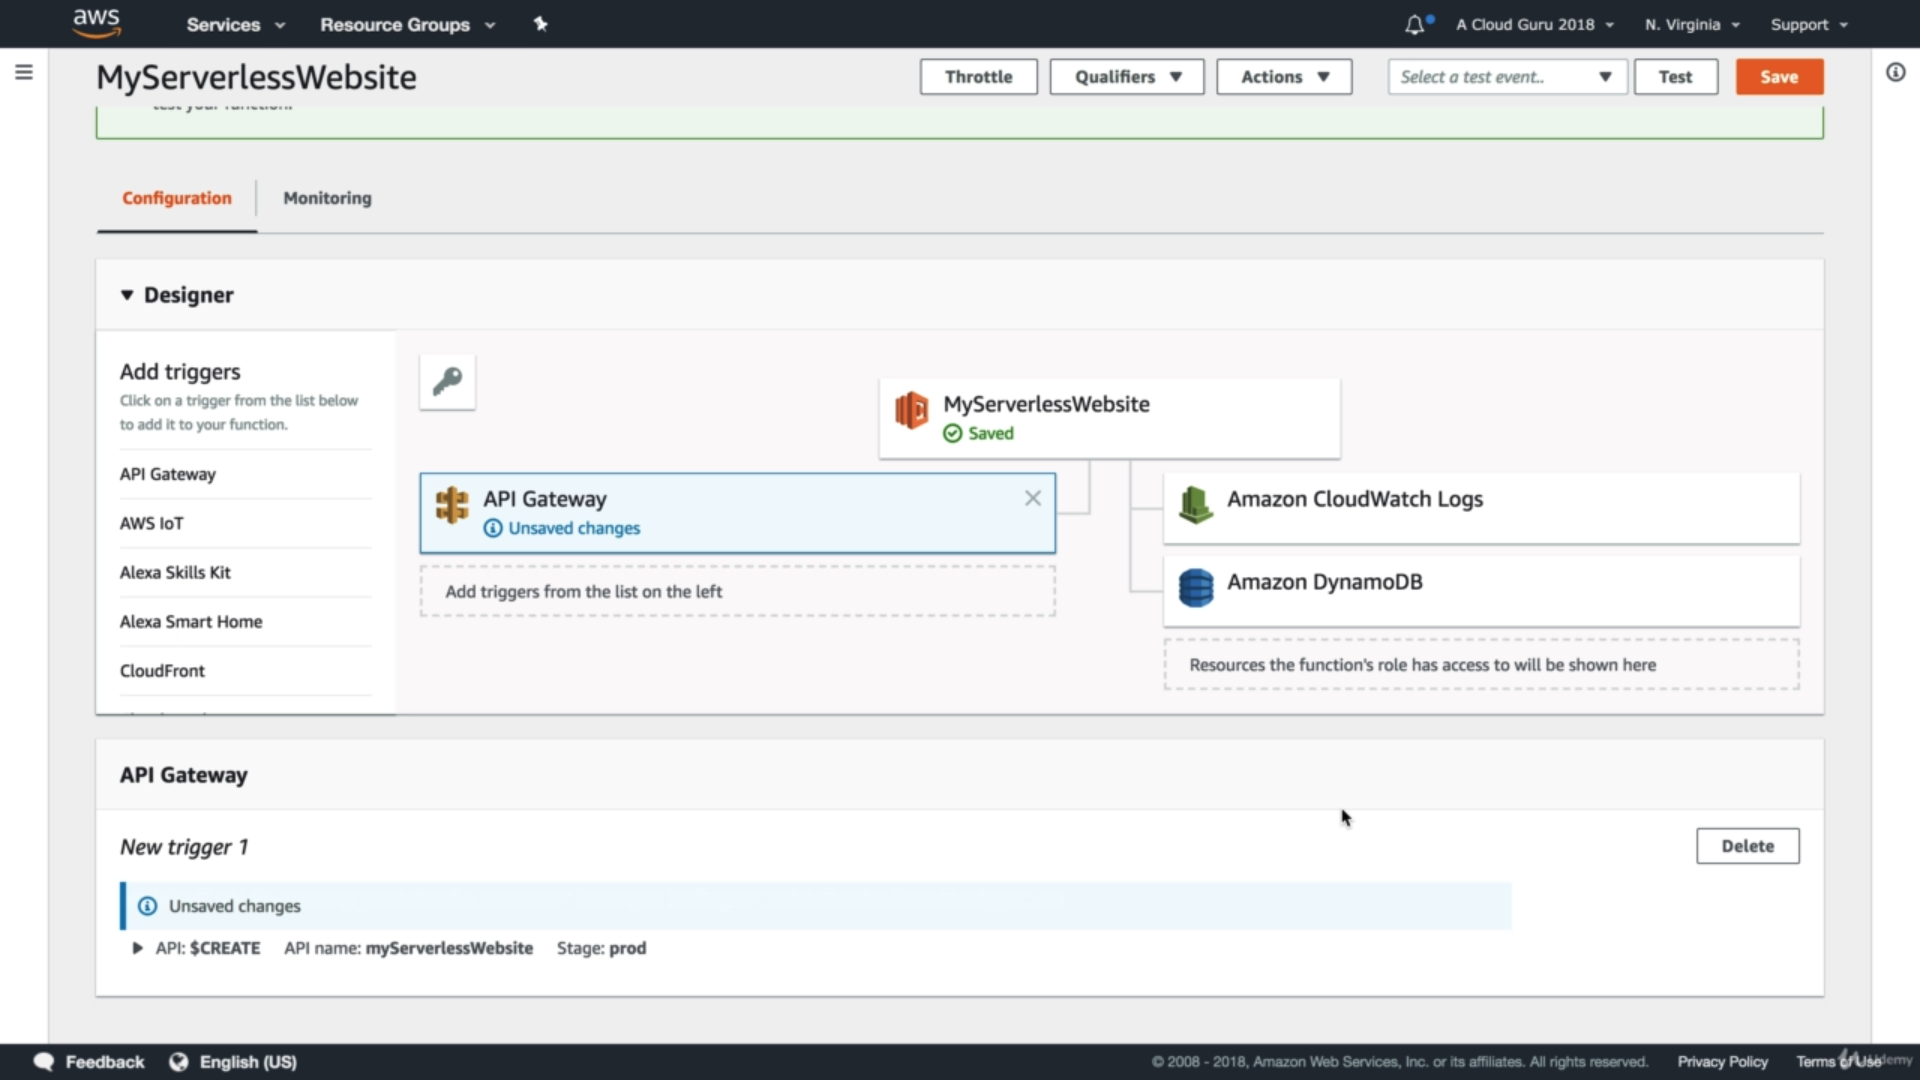 aws
Services
Resource Groups
A Cloud Guru 2018
N. Virginia
Support
MyServerlessWebsite
Throttle
Qualifiers
Actions
Select a test event..
Test
Save
test your function.
Configuration
Monitoring
Designer
Add triggers
Click on a trigger from the list below
to add it to your function.
API Gateway
AWS IoT
Alexa Skills Kit
Alexa Smart Home
CloudFront
MyServerlessWebsite
Saved
API Gateway
Unsaved changes
Add triggers from the list on the left
Amazon CloudWatch Logs
Amazon DynamoDB
Resources the function's role has access to will be shown here
API Gateway
New trigger 1
Delete
Unsaved changes
API: $CREATE API name: myServerlessWebsite Stage: prod
Feedback
English (US)
© 2008 - 2018, Amazon Web Services, Inc. or its affiliates. All rights reserved.
Privacy Policy
Terms of Use